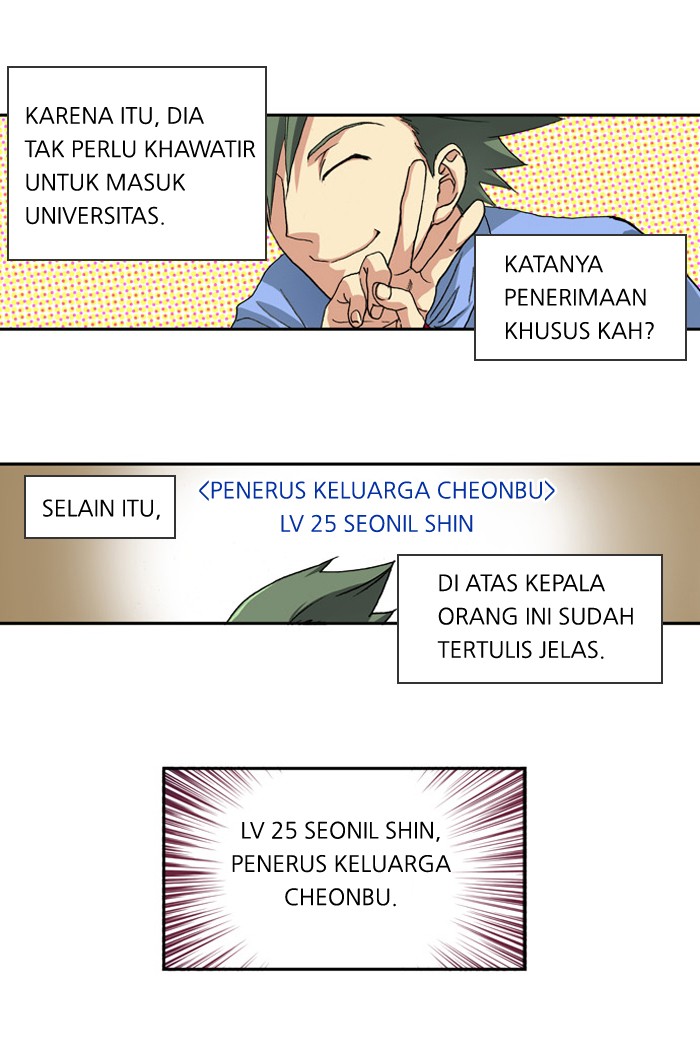 KARENA ITU, DIA
TAK PERLU KHAWATIR
UNTUK MASUK
UNIVERSITAS.
KATANYA
PENERIMAAN
KHUSUS KAH?
SELAIN ITU,
<PENERUS KELUARGA CHEONBU>
LV 25 SEONIL SHIN
DI ATAS KEPALA
ORANG INI SUDAH
TERTULIS JELAS.
LV 25 SEONIL SHIN,
PENERUS KELUARGA
CHEONBU.